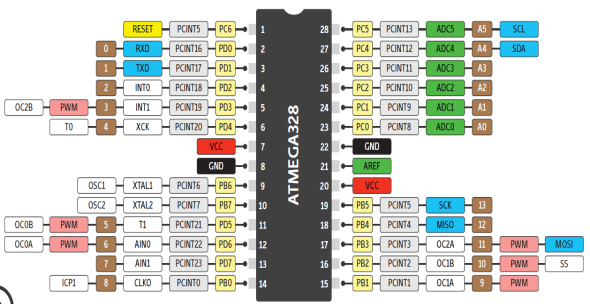 RESET PCINT5 PC6 1 28 PC5 PCINT13 ADC5 A5 SCL
0 RXD PCINT16 PD0 2 27 PC4 PCINT12 ADC4 A4 SDA
1 TXD PCINT17 PD1 3 26 PC3 PCINT11 ADC3 A3
2 INT0 PCINT18 PD2 4 25 PC2 PCINT10 ADC2 A2
OC2B PWM 3 INT1 PCINT19 PD3 5 24 PC1 PCINT9 ADC1 A1
T0 4 XCK PCINT20 PD4 6 23 PC0 PCINT8 ADC0 A0
VCC 7 22 GND
GND 8 21 AREF
OSC1 XTAL1 PCINT6 PB6 9 20 VCC
OSC2 XTAL2 PCINT7 PB7 10 19 PB5 PCINT5 SCK 13
OC0B PWM 5 T1 PCINT21 PD5 11 18 PB4 PCINT4 MISO 12
OC0A PWM 6 AIN0 PCINT22 PD6 12 17 PB3 PCINT3 OC2A 11 PWM MOSI
7 AIN1 PCINT23 PD7 13 16 PB2 PCINT2 OC1B 10 PWM SS
ICP1 8 CLKO PCINT0 PB0 14 15 PB1 PCINT1 OC1A 9 PWM
ATMEGA328